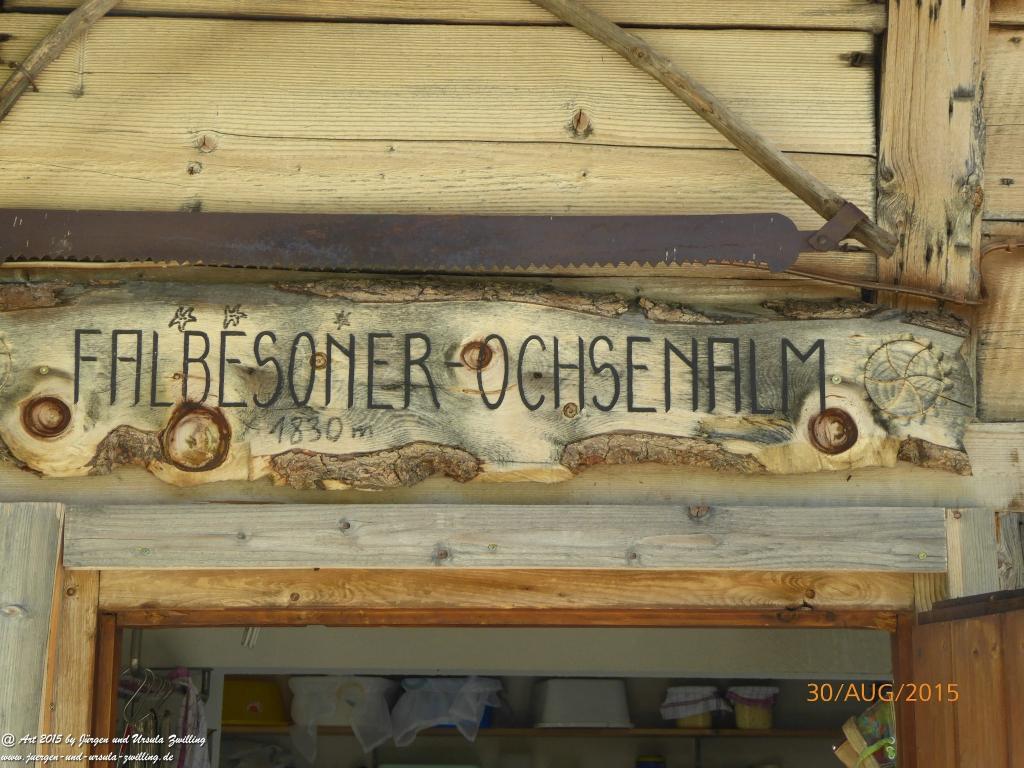 FALBESONER-OCHSENALM
1830 m
30/AUG/2015
@ Art 2015 by Jürgen und Ursula Zwilling
www.juergen-und-ursula-zwilling.de